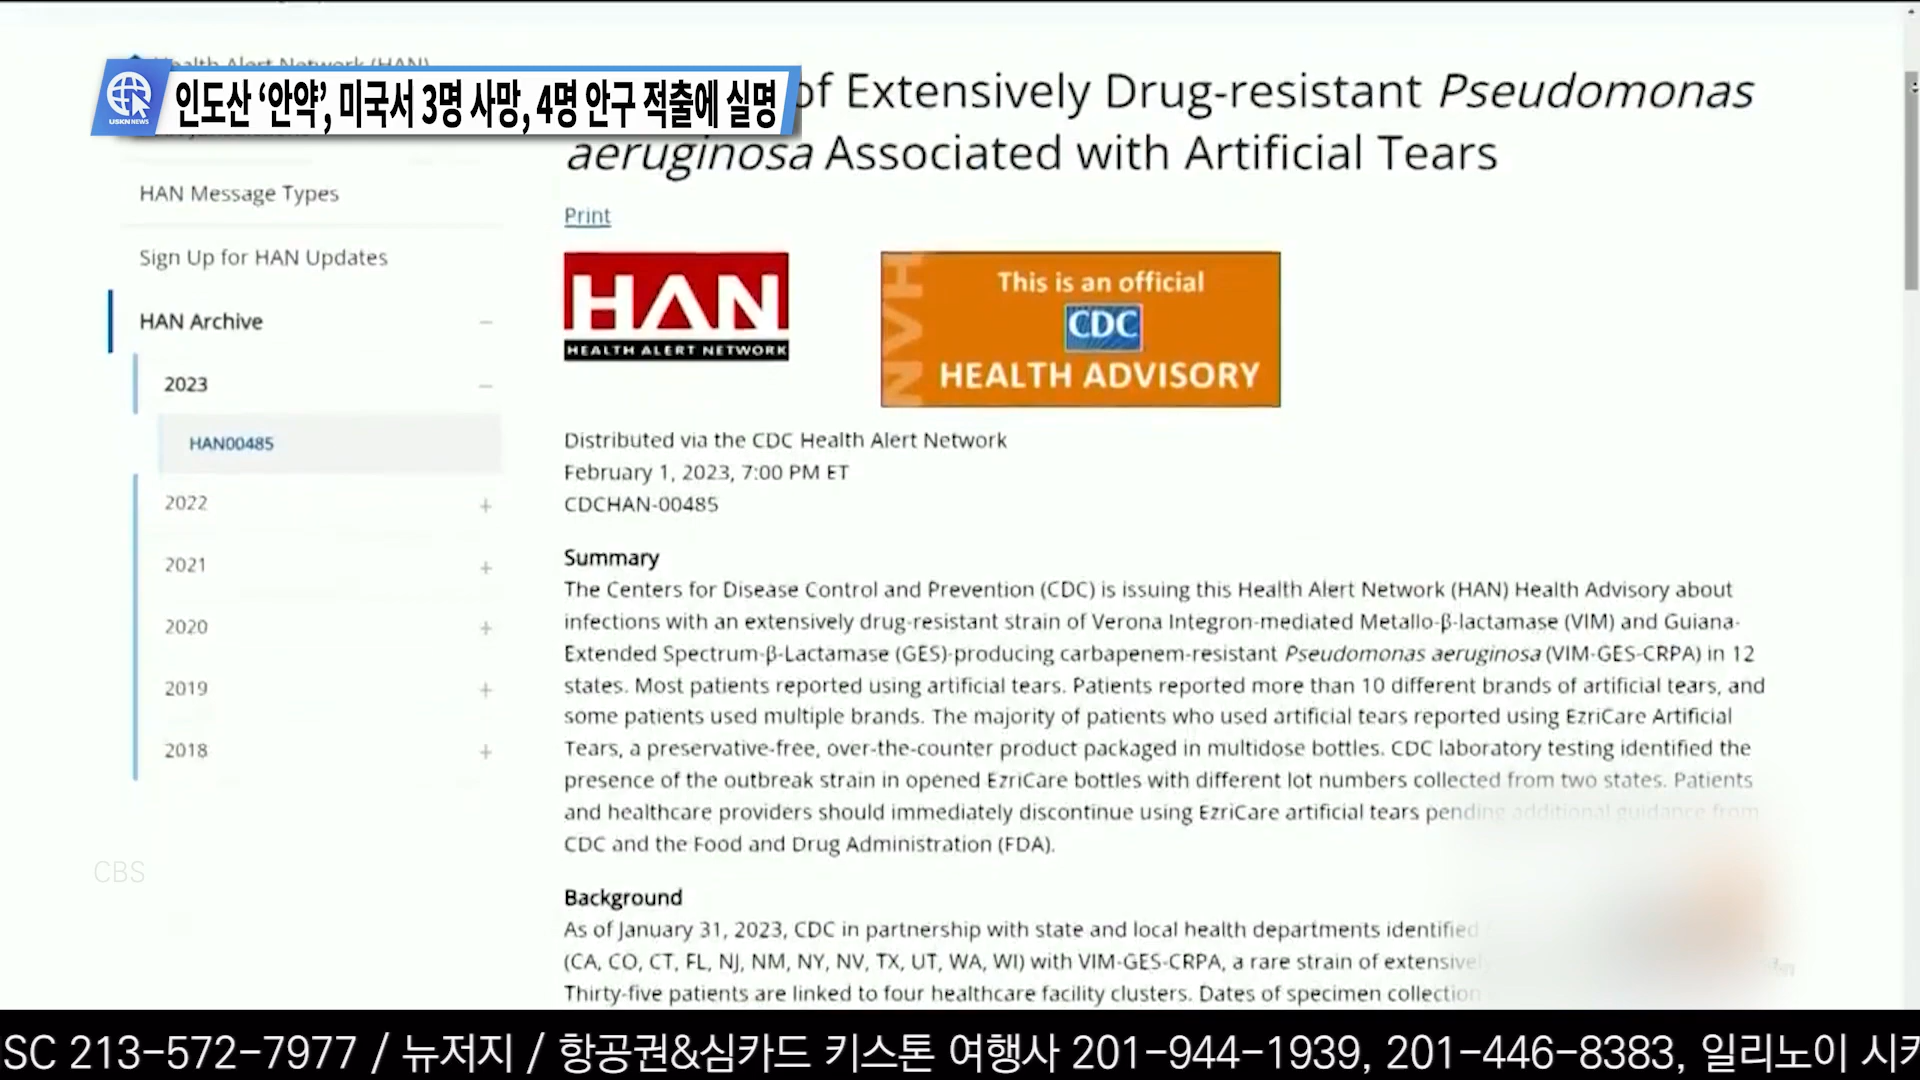 Health Alert Network (HAN)
USKN NEWS
인도산 ‘안약’, 미국서 3명 사망, 4명 안구 적출에 실명
of Extensively Drug-resistant Pseudomonas
aeruginosa Associated with Artificial Tears
HAN Message Types
Sign Up for HAN Updates
HAN Archive
2023
HAN00485
2022
2021
2020
2019
2018
Print
HAN
HEALTH ALERT NETWORK
HAN
This is an official
CDC
HEALTH ADVISORY
Distributed via the CDC Health Alert Network
February 1, 2023, 7:00 PM ET
CDCHAN-00485
Summary
The Centers for Disease Control and Prevention (CDC) is issuing this Health Alert Network (HAN) Health Advisory about
infections with an extensively drug-resistant strain of Verona Integron-mediated Metallo-β-lactamase (VIM) and Guiana-
Extended Spectrum-β-Lactamase (GES)-producing carbapenem-resistant Pseudomonas aeruginosa (VIM-GES-CRPA) in 12
states. Most patients reported using artificial tears. Patients reported more than 10 different brands of artificial tears, and
some patients used multiple brands. The majority of patients who used artificial tears reported using EzriCare Artificial
Tears, a preservative-free, over-the-counter product packaged in multidose bottles. CDC laboratory testing identified the
presence of the outbreak strain in opened EzriCare bottles with different lot numbers collected from two states. Patients
and healthcare providers should immediately discontinue using EzriCare artificial tears pending additional guidance from
CDC and the Food and Drug Administration (FDA).
Background
As of January 31, 2023, CDC in partnership with state and local health departments identified
(CA, CO, CT, FL, NJ, NM, NY, NV, TX, UT, WA, WI) with VIM-GES-CRPA, a rare strain of
Thirty-five patients are linked to four healthcare facility clusters. Dates of specimen collection
CBS
SC 213-572-7977 / 뉴저지 / 항공권&심카드 키스톤 여행사 201-944-1939, 201-446-8383, 일리노이